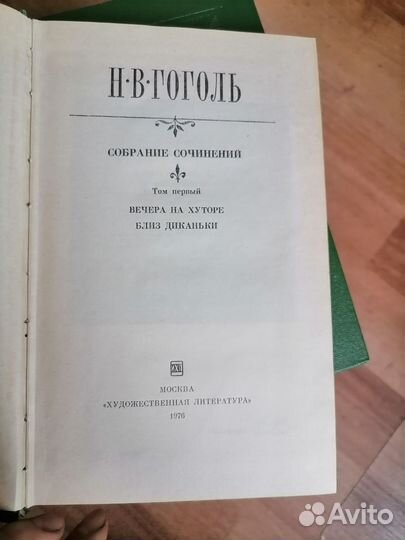 Н·В·ГОГОЛЬ
СОБРАНИЕ СОЧИНЕНИЙ
Том первый
ВЕЧЕРА НА ХУТОРЕ
БЛИЗ ДИКАНЬКИ
МОСКВА
«ХУДОЖЕСТВЕННАЯ ЛИТЕРАТУРА»
1976
Avito